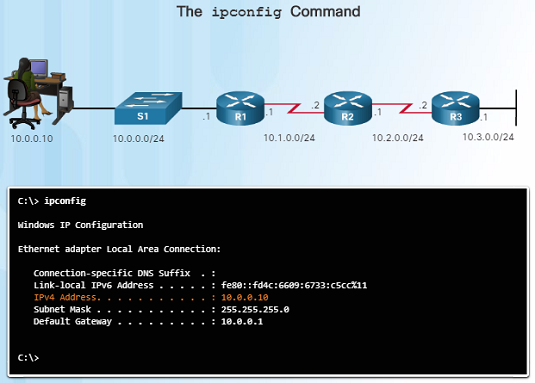 The ipconfig Command
10.0.0.10
S1
10.0.0.0/24
.1
R1
.1
10.1.0.0/24
.2
R2
.1
10.2.0.0/24
.2
R3
.1
10.3.0.0/24
C:\> ipconfig
Windows IP Configuration
Ethernet adapter Local Area Connection:
Connection-specific DNS Suffix . :
Link-local IPv6 Address . . . . . : fe80::fd4c:6609:6733:c5cc%11
IPv4 Address. . . . . . . . . . . : 10.0.0.10
Subnet Mask . . . . . . . . . . . : 255.255.255.0
Default Gateway . . . . . . . . . : 10.0.0.1
C:\>